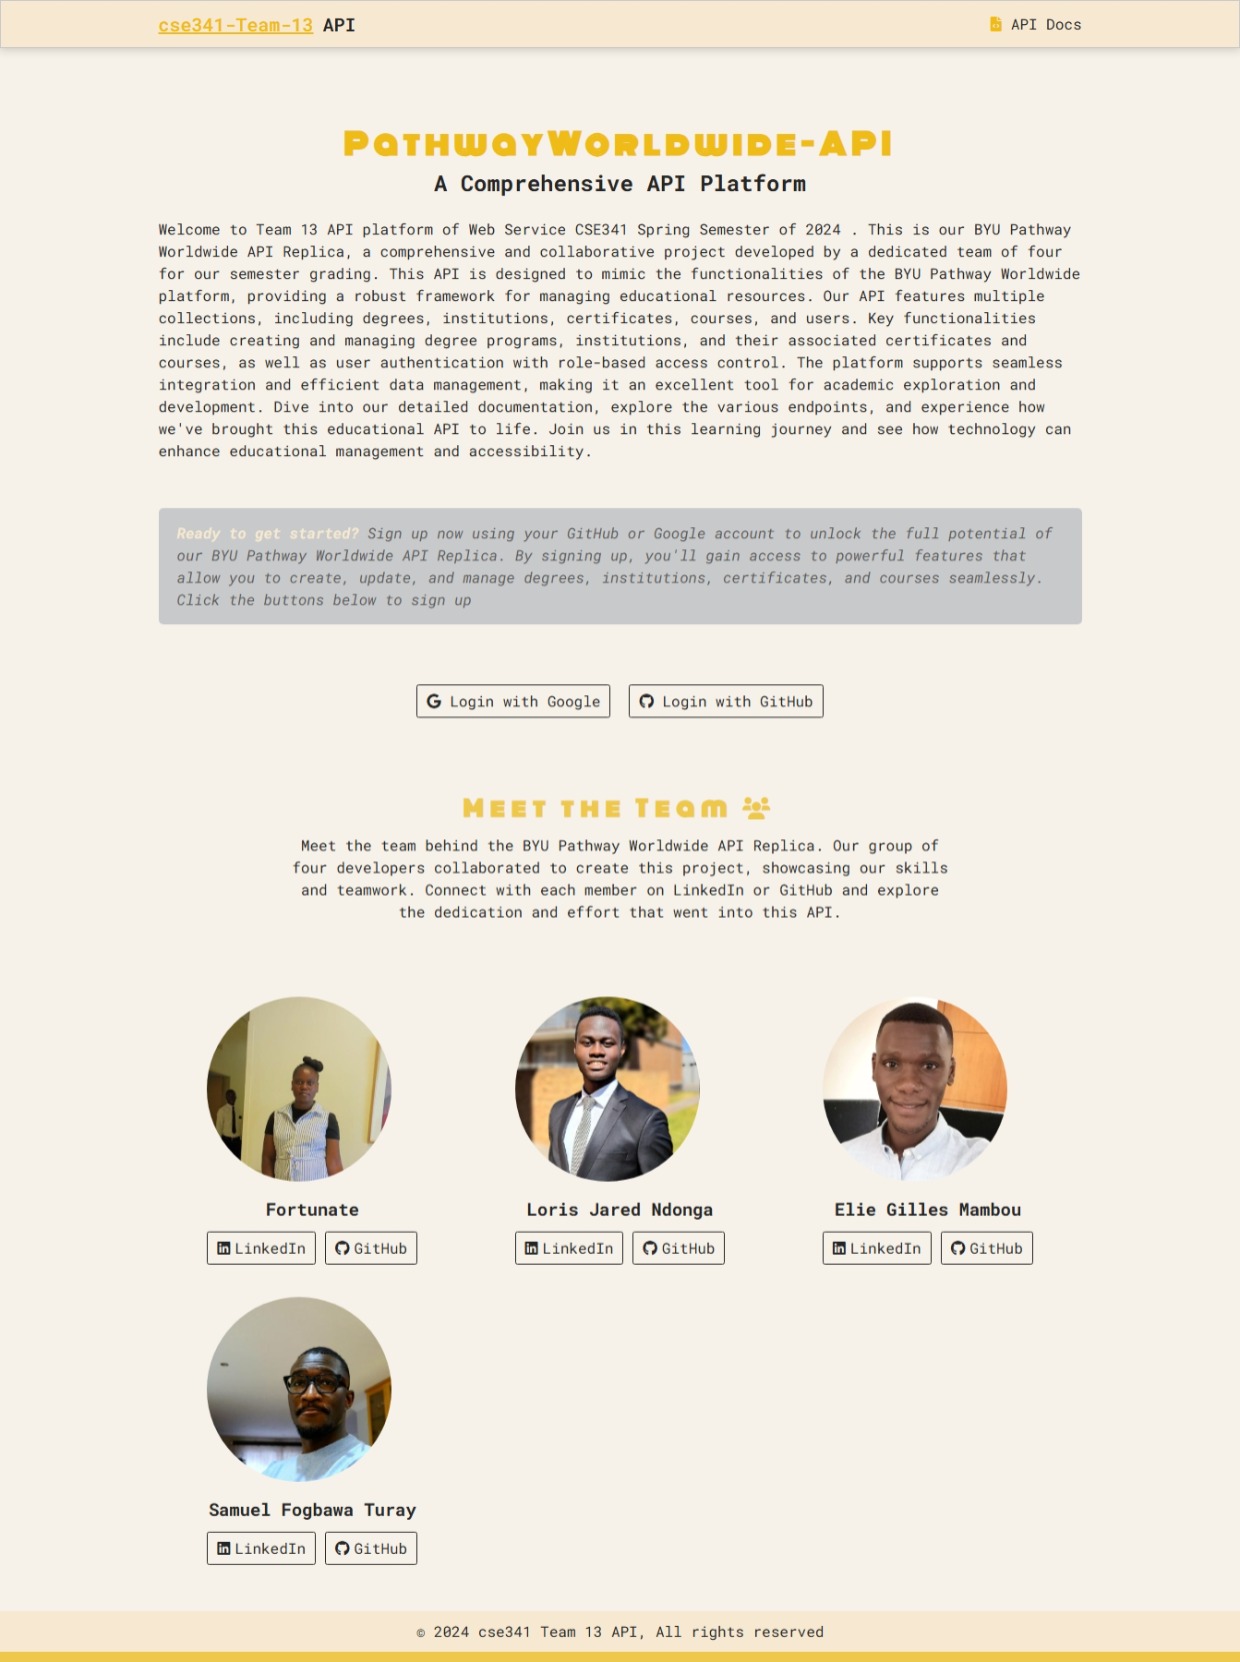 cse341-Team-13 API
API Docs
PathwayWorldwide-API
A Comprehensive API Platform
Welcome to Team 13 API platform of Web Service CSE341 Spring Semester of 2024 . This is our BYU Pathway
Worldwide API Replica, a comprehensive and collaborative project developed by a dedicated team of four
for our semester grading. This API is designed to mimic the functionalities of the BYU Pathway Worldwide
platform, providing a robust framework for managing educational resources. Our API features multiple
collections, including degrees, institutions, certificates, courses, and users. Key functionalities
include creating and managing degree programs, institutions, and their associated certificates and
courses, as well as user authentication with role-based access control. The platform supports seamless
integration and efficient data management, making it an excellent tool for academic exploration and
development. Dive into our detailed documentation, explore the various endpoints, and experience how
we've brought this educational API to life. Join us in this learning journey and see how technology can
enhance educational management and accessibility.
Ready to get started? Sign up now using your GitHub or Google account to unlock the full potential of
our BYU Pathway Worldwide API Replica. By signing up, you'll gain access to powerful features that
allow you to create, update, and manage degrees, institutions, certificates, and courses seamlessly.
Click the buttons below to sign up
Login with Google
Login with GitHub
Meet the Team
Meet the team behind the BYU Pathway Worldwide API Replica. Our group of
four developers collaborated to create this project, showcasing our skills
and teamwork. Connect with each member on LinkedIn or GitHub and explore
the dedication and effort that went into this API.
Fortunate
LinkedIn
GitHub
Loris Jared Ndonga
LinkedIn
GitHub
Elie Gilles Mambou
LinkedIn
GitHub
Samuel Fogbawa Turay
LinkedIn
GitHub
© 2024 cse341 Team 13 API, All rights reserved